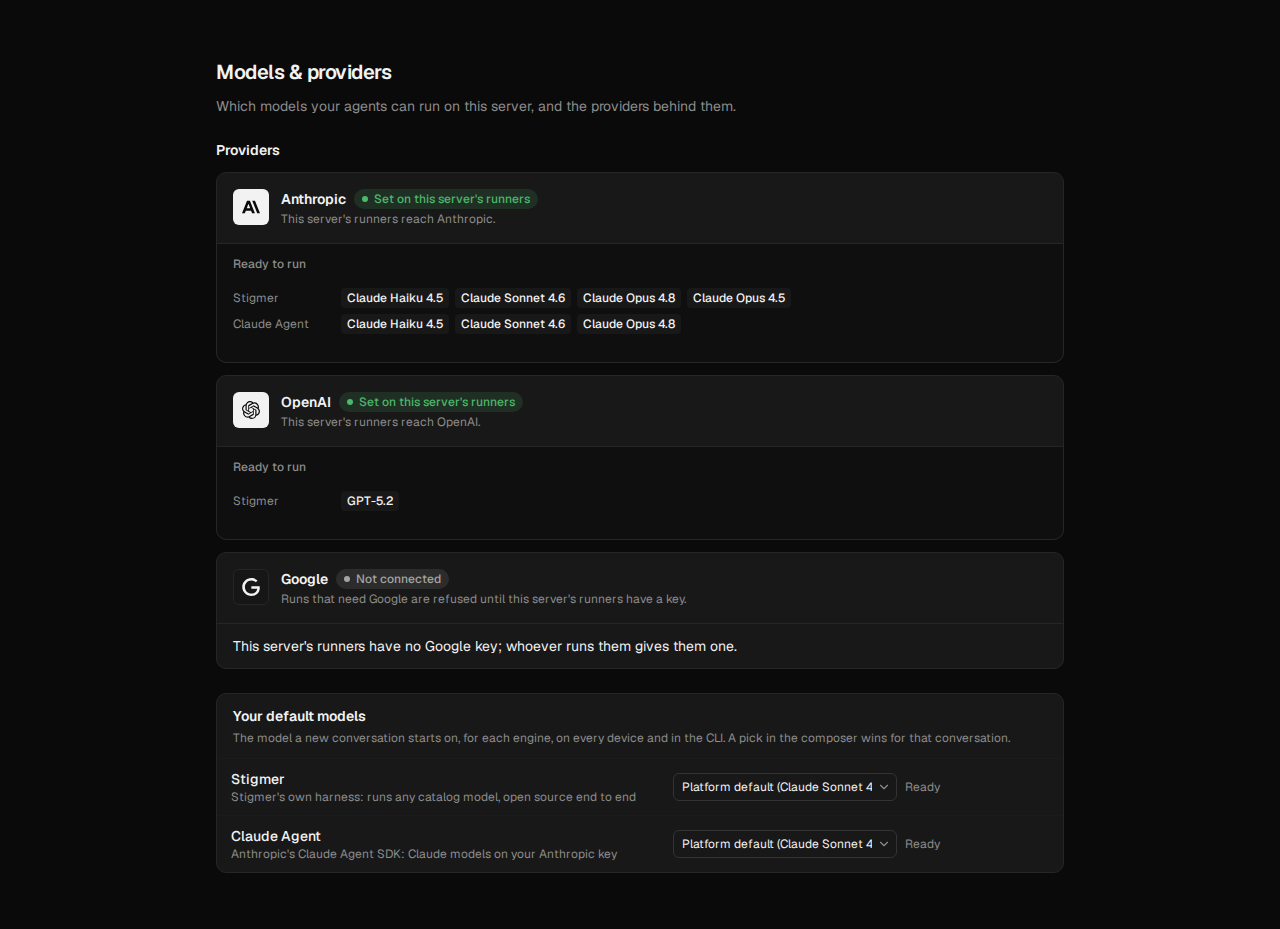 Models & providers
Which models your agents can run on this server, and the providers behind them.
Providers
Anthropic Set on this server's runners
This server's runners reach Anthropic.
Ready to run
Stigmer Claude Haiku 4.5 Claude Sonnet 4.6 Claude Opus 4.8 Claude Opus 4.5
Claude Agent Claude Haiku 4.5 Claude Sonnet 4.6 Claude Opus 4.8
OpenAI Set on this server's runners
This server's runners reach OpenAI.
Ready to run
Stigmer GPT-5.2
Google Not connected
Runs that need Google are refused until this server's runners have a key.
This server's runners have no Google key; whoever runs them gives them one.
Your default models
The model a new conversation starts on, for each engine, on every device and in the CLI. A pick in the composer wins for that conversation.
Stigmer
Stigmer's own harness: runs any catalog model, open source end to end
Platform default (Claude Sonnet 4 Ready
Claude Agent
Anthropic's Claude Agent SDK: Claude models on your Anthropic key
Platform default (Claude Sonnet 4 Ready